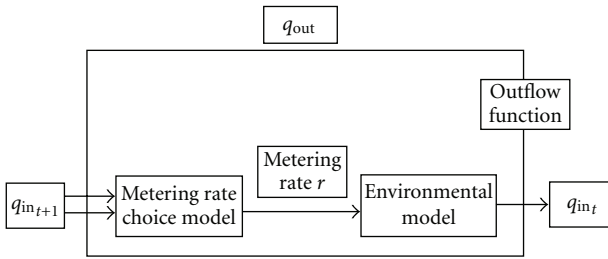 q_out
Outflow
function
Metering
rate r
q_in_{t+1}
Metering rate
choice model
Environmental
model
q_in_t